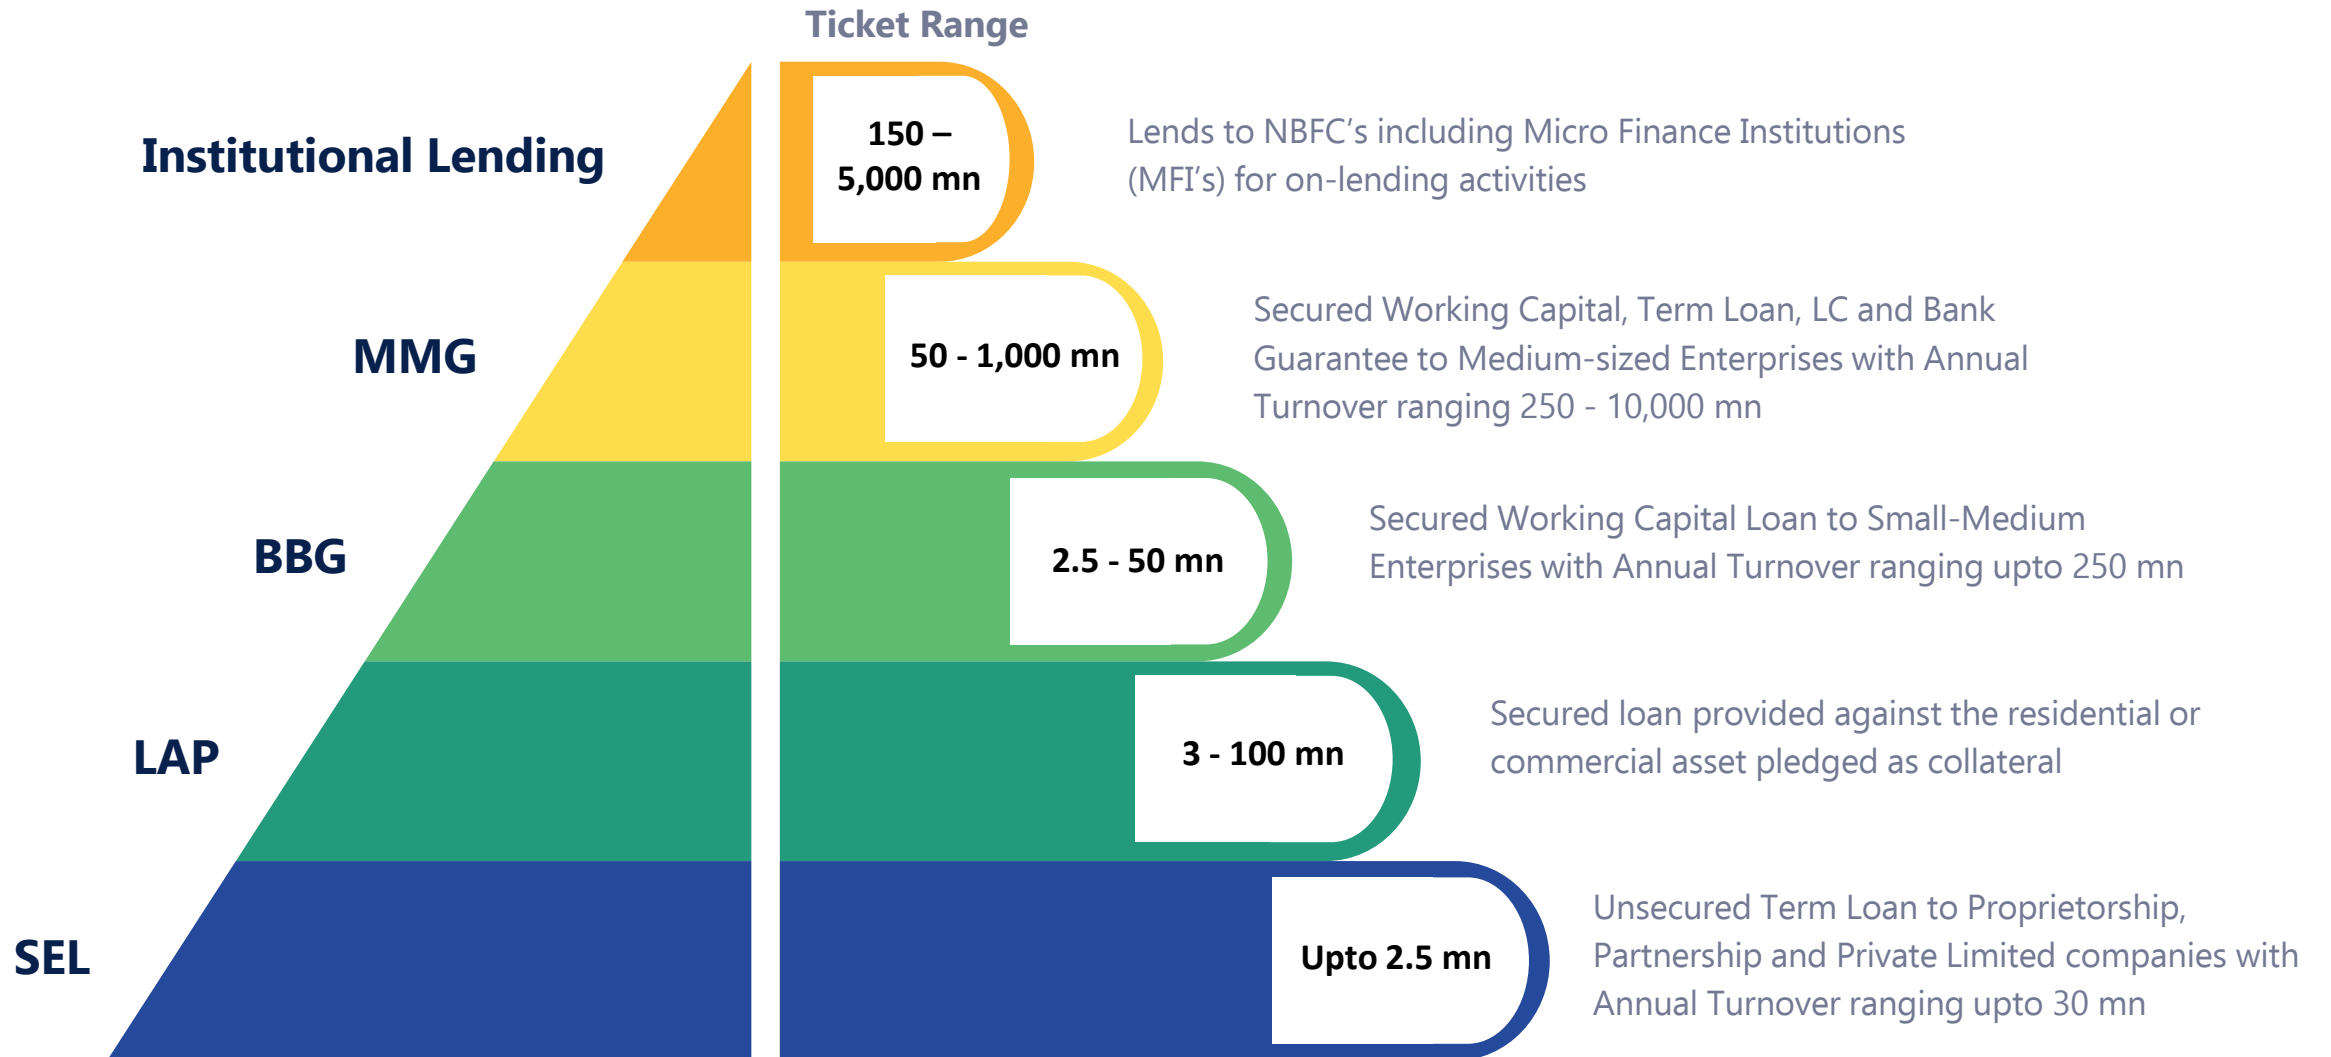 Ticket Range
Institutional Lending
150 –
5,000 mn
Lends to NBFC’s including Micro Finance Institutions
(MFI’s) for on-lending activities
MMG
50 - 1,000 mn
Secured Working Capital, Term Loan, LC and Bank
Guarantee to Medium-sized Enterprises with Annual
Turnover ranging 250 - 10,000 mn
BBG
2.5 - 50 mn
Secured Working Capital Loan to Small-Medium
Enterprises with Annual Turnover ranging upto 250 mn
LAP
3 - 100 mn
Secured loan provided against the residential or
commercial asset pledged as collateral
SEL
Upto 2.5 mn
Unsecured Term Loan to Proprietorship,
Partnership and Private Limited companies with
Annual Turnover ranging upto 30 mn